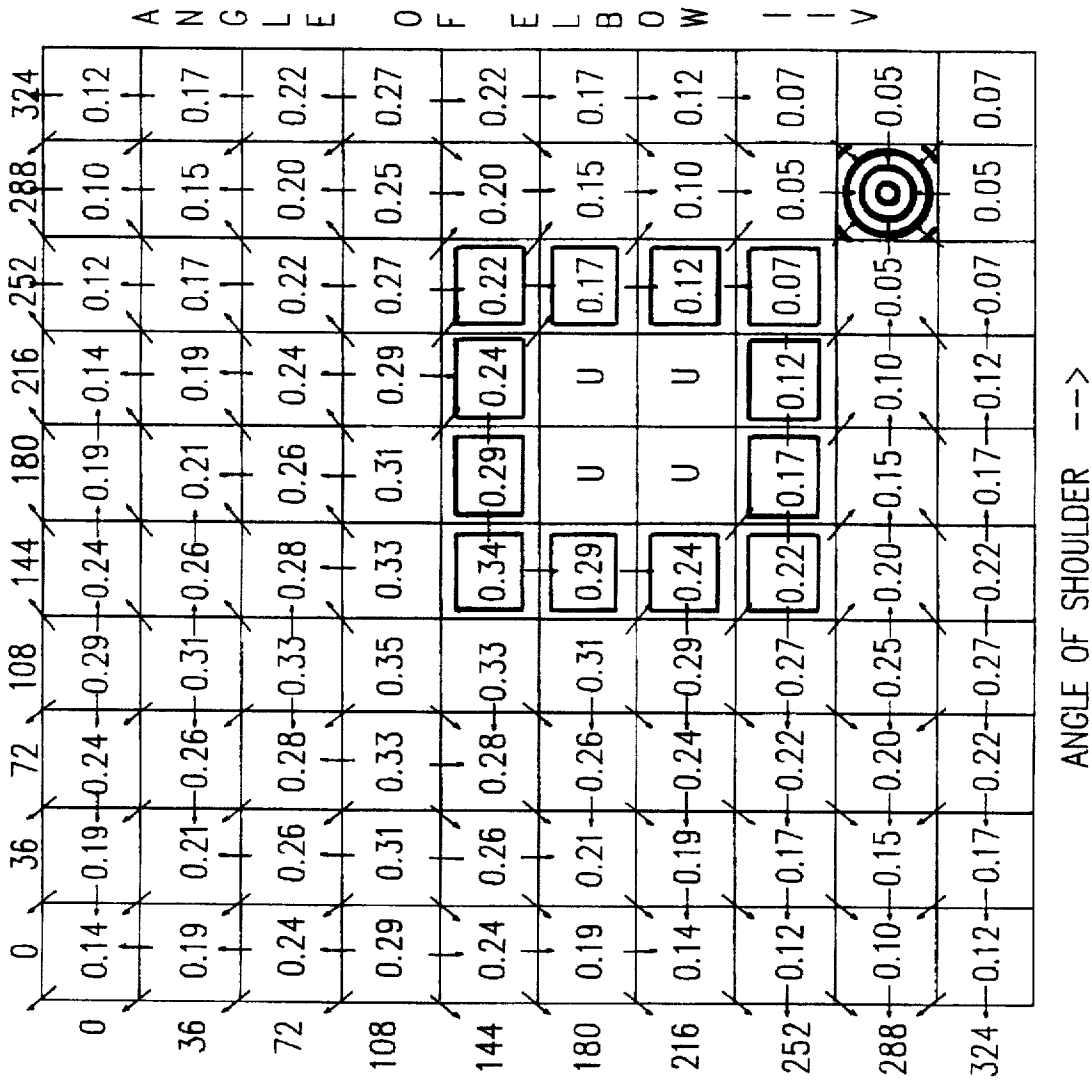 0 36 72 108 144 180 216 252 288 324
0 0.14 0.19 0.24 0.29 0.24 0.19 0.14 0.12 0.10 0.12
36 0.19 0.21 0.26 0.31 0.26 0.21 0.19 0.17 0.15 0.17
72 0.24 0.26 0.28 0.33 0.28 0.26 0.24 0.22 0.20 0.22
108 0.29 0.31 0.35 0.35 0.33 0.31 0.29 0.27 0.25 0.27
144 0.24 0.26 0.28 0.33 0.34 0.29 0.24 0.22 0.20 0.22
180 0.21 0.26 0.31 0.29 U U 0.17 0.15 0.17
216 0.14 0.19 0.24 0.29 0.24 U U 0.12 0.10 0.12
252 0.12 0.17 0.22 0.27 0.22 0.17 0.12 0.07 0.05 0.07
288 0.10 0.15 0.20 0.25 0.20 0.15 0.10 0.05 0.05
324 0.12 0.17 0.22 0.27 0.22 0.17 0.12 0.07 0.05 0.07
ANGLE OF ELBOW | | V
ANGLE OF SHOULDER -->